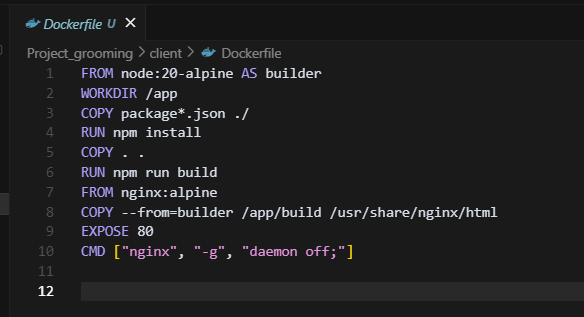 Dockerfile U
Project_grooming > client > Dockerfile
1 FROM node:20-alpine AS builder
2 WORKDIR /app
3 COPY package*.json ./
4 RUN npm install
5 COPY . .
6 RUN npm run build
7 FROM nginx:alpine
8 COPY --from=builder /app/build /usr/share/nginx/html
9 EXPOSE 80
10 CMD ["nginx", "-g", "daemon off;"]
11
12